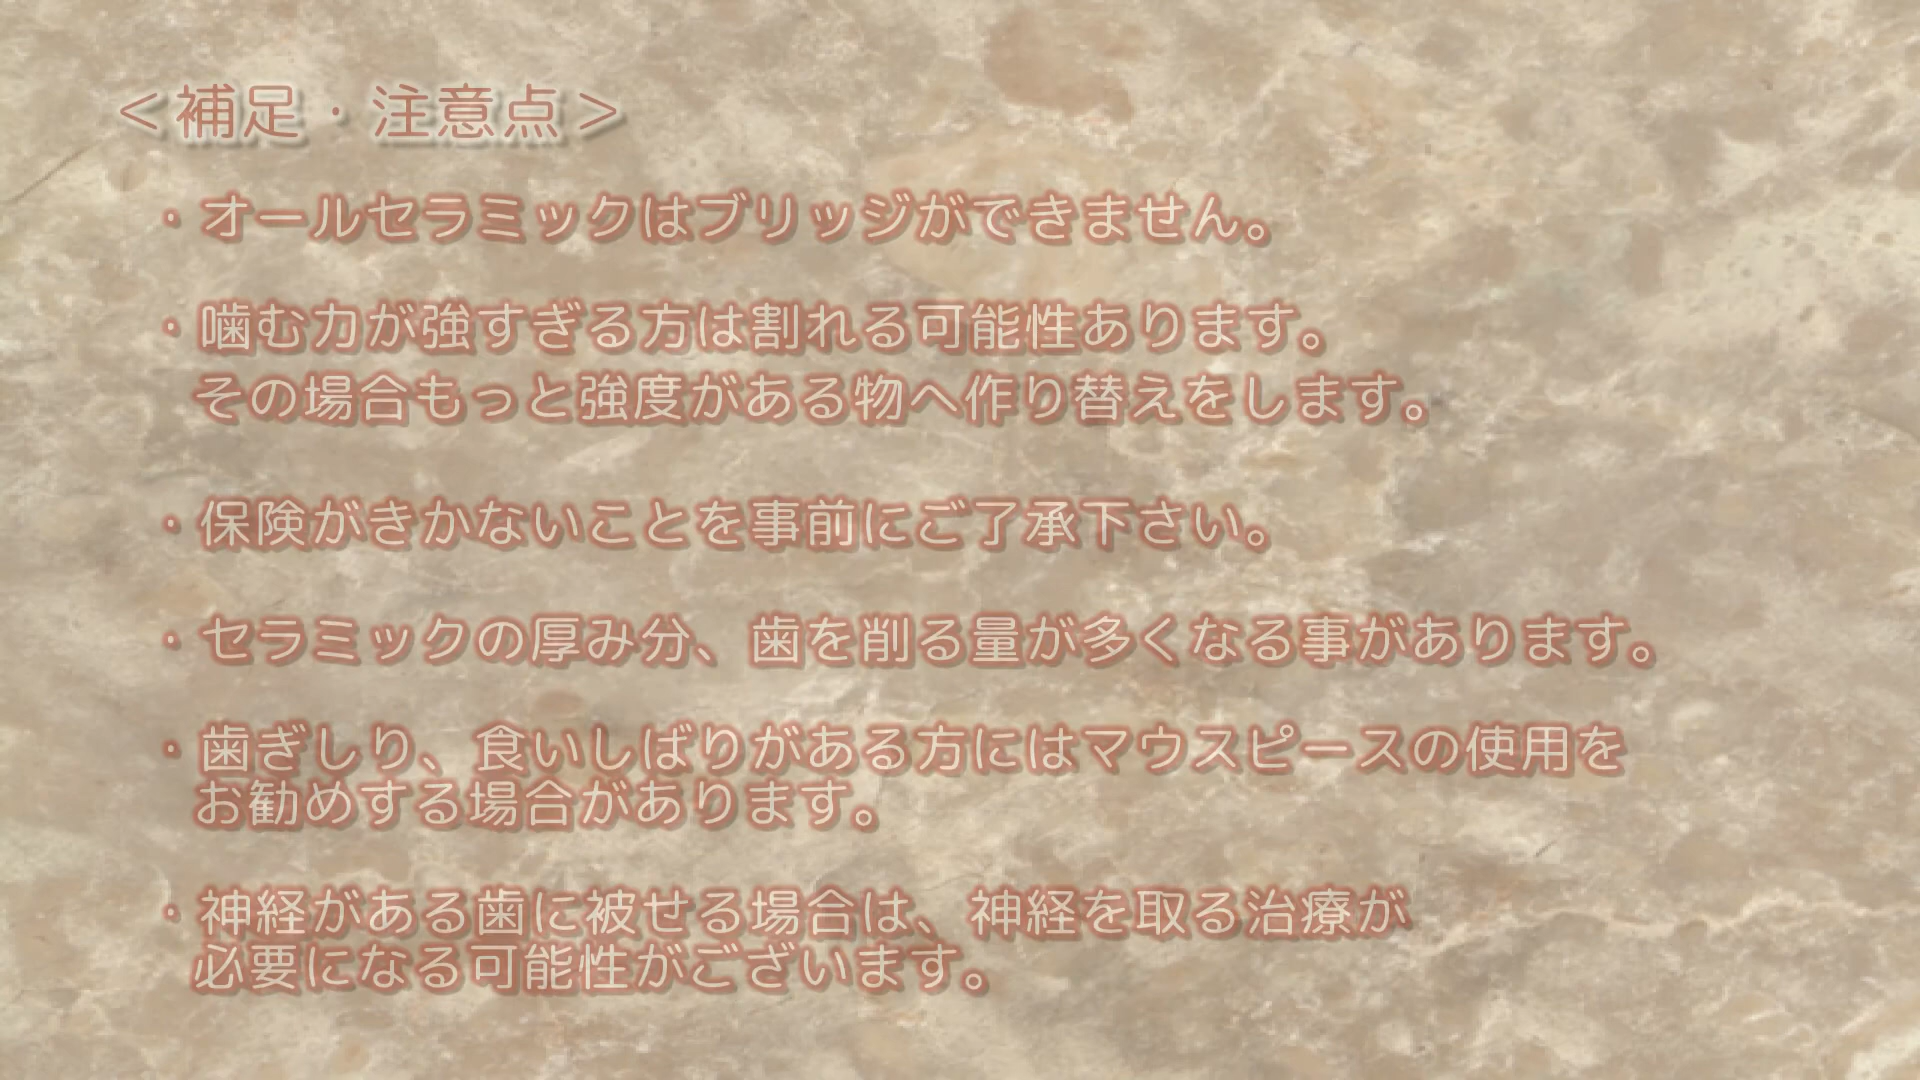 ＜補足・注意点＞
・オールセラミックはブリッジができません。
・噛む力が強すぎる方は割れる可能性あります。
その場合もっと強度がある物へ作り替えをします。
・保険がきかないことを事前にご了承下さい。
・セラミックの厚み分、歯を削る量が多くなる事があります。
・歯ぎしり、食いしばりがある方にはマウスピースの使用を
お勧めする場合があります。
・神経がある歯に被せる場合は、神経を取る治療が
必要になる可能性がございます。